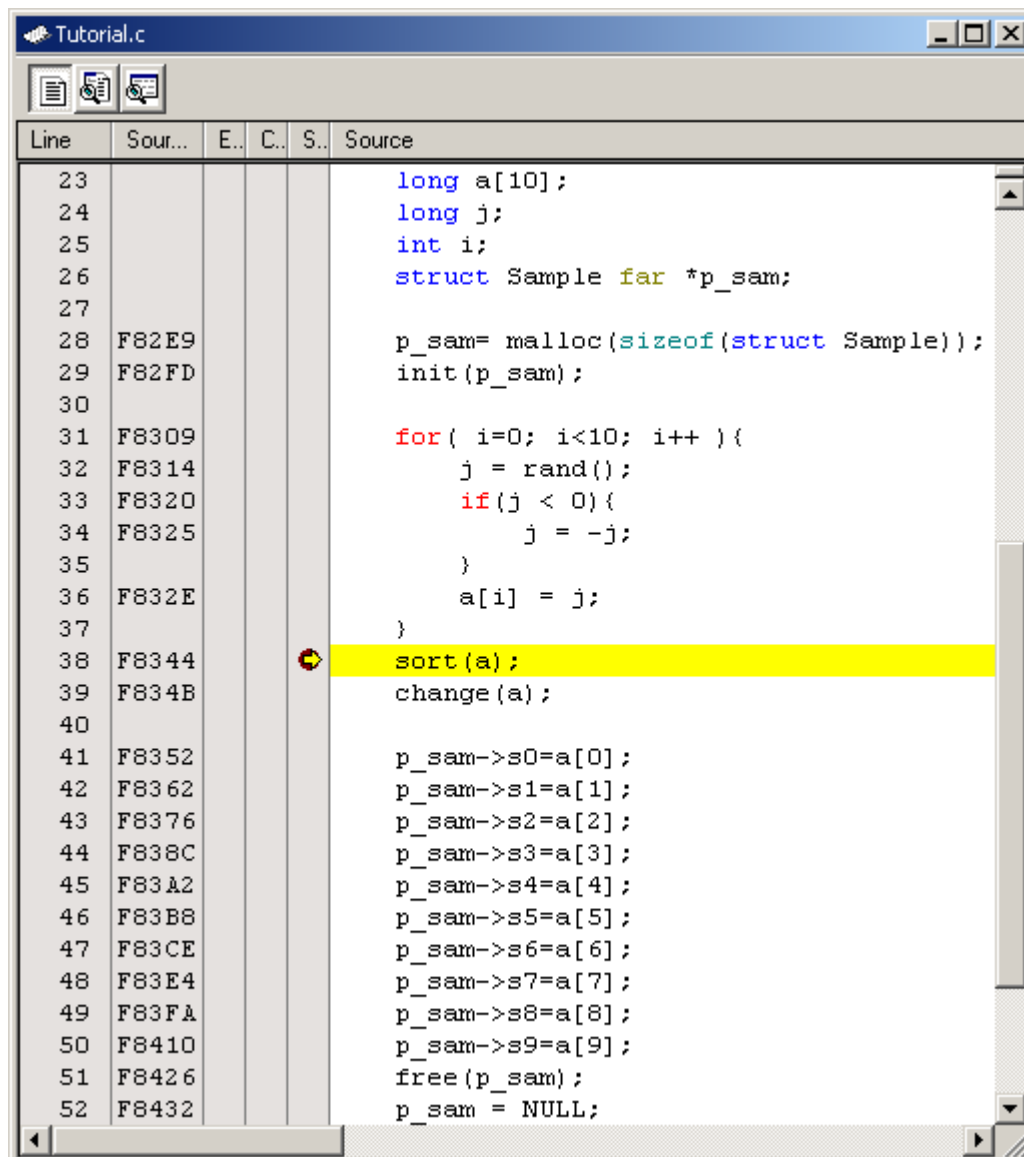 Tutorial.c
Line Sour... E.. C.. S.. Source
23 long a[10];
24 long j;
25 int i;
26 struct Sample far *p_sam;
27
28 F82E9 p_sam= malloc(sizeof(struct Sample));
29 F82FD init(p_sam);
30
31 F8309 for( i=0; i<10; i++ ){
32 F8314 j = rand();
33 F8320 if(j < 0){
34 F8325 j = -j;
35 }
36 F832E a[i] = j;
37 }
38 F8344 sort(a);
39 F834B change(a);
40
41 F8352 p_sam->s0=a[0];
42 F8362 p_sam->s1=a[1];
43 F8376 p_sam->s2=a[2];
44 F838C p_sam->s3=a[3];
45 F83A2 p_sam->s4=a[4];
46 F83B8 p_sam->s5=a[5];
47 F83CE p_sam->s6=a[6];
48 F83E4 p_sam->s7=a[7];
49 F83FA p_sam->s8=a[8];
50 F8410 p_sam->s9=a[9];
51 F8426 free(p_sam);
52 F8432 p_sam = NULL;